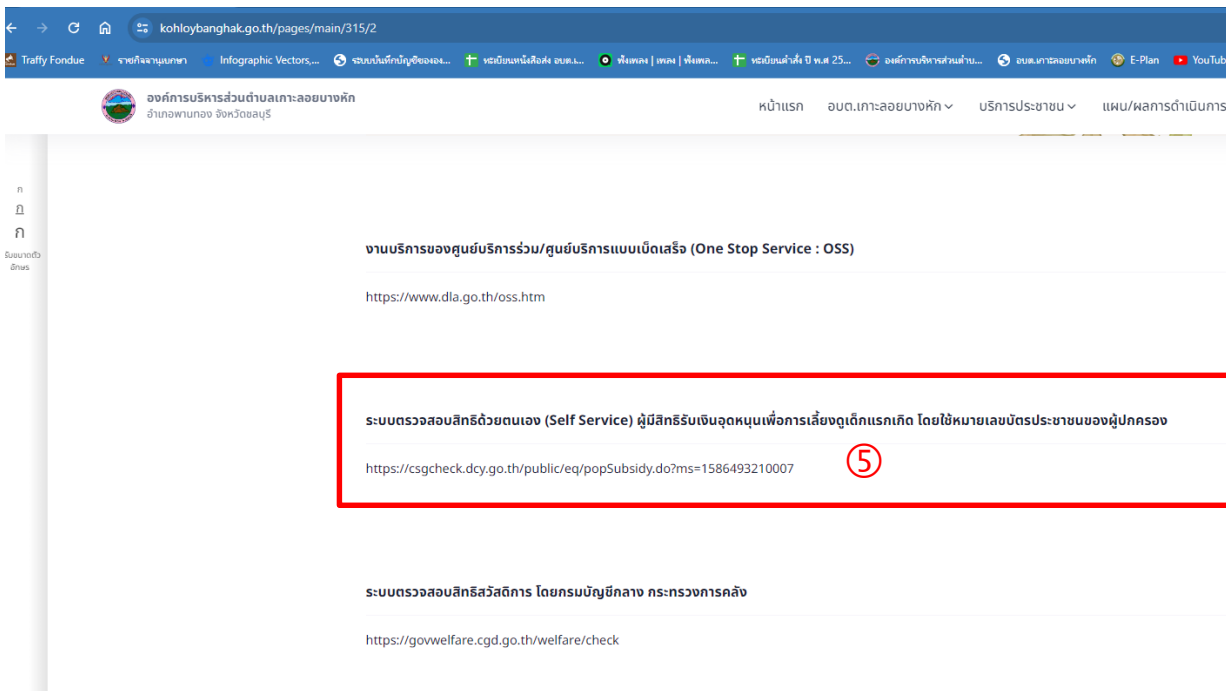 kohloybanghak.go.th/pages/main/315/2
Traffy Fondue ราชกิจจานุเบกษา Infographic Vectors,... ระบบบันทึกบัญชีขององ... ทะเบียนหนังสือส่ง อบต.เ... ฟังเพลง | เพลง | ฟังเพล... ทะเบียนคำสั่ง ปี พ.ศ 25... องค์การบริหารส่วนตำบ... อบต.เกาะลอยบางหัก E-Plan YouTub
องค์การบริหารส่วนตำบลเกาะลอยบางหัก
อำเภอพานทอง จังหวัดชลบุรี
หน้าแรก อบต.เกาะลอยบางหัก บริการประชาชน แผน/ผลการดำเนินการ
ก
ก
ก
รับขนาดตัว
อักษร
งานบริการของศูนย์บริการร่วม/ศูนย์บริการแบบเบ็ดเสร็จ (One Stop Service : OSS)
https://www.dla.go.th/oss.htm
ระบบตรวจสอบสิทธิด้วยตนเอง (Self Service) ผู้มีสิทธิรับเงินอุดหนุนเพื่อการเลี้ยงดูเด็กแรกเกิด โดยใช้หมายเลขบัตรประชาชนของผู้ปกครอง
https://csgcheck.dcy.go.th/public/eq/popSubsidy.do?ms=1586493210007
⑤
ระบบตรวจสอบสิทธิสวัสดิการ โดยกรมบัญชีกลาง กระทรวงการคลัง
https://govwelfare.cgd.go.th/welfare/check